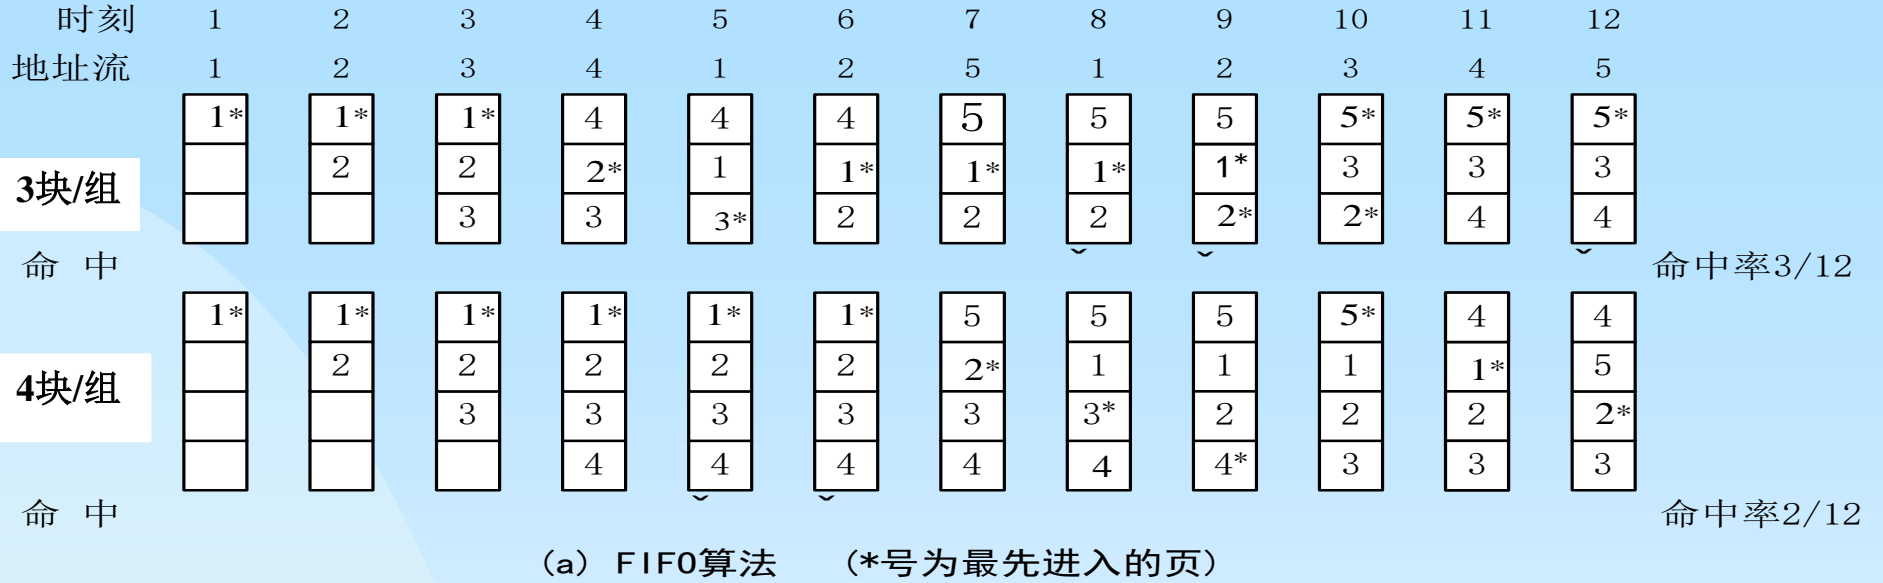 时刻 1 2 3 4 5 6 7 8 9 10 11 12
地址流 1 2 3 4 1 2 5 1 2 3 4 5
1* 1* 1* 4 4 4 5 5 5 5* 5* 5*
3块/组 2 2 2* 1 1* 1* 1* 1* 3 3 3
3 3 3* 2 2 2 2* 2* 4 4
命 中 ˇ ˇ ˇ 命中率3/12
1* 1* 1* 1* 1* 1* 5 5 5 5* 4 4
4块/组 2 2 2 2 2 2* 1 1 1 1* 5
3 3 3 3 3 3* 2 2 2 2*
4 4 4 4 4 4* 3 3 3
命 中 ˇ ˇ 命中率2/12
(a) FIFO算法 (*号为最先进入的页)